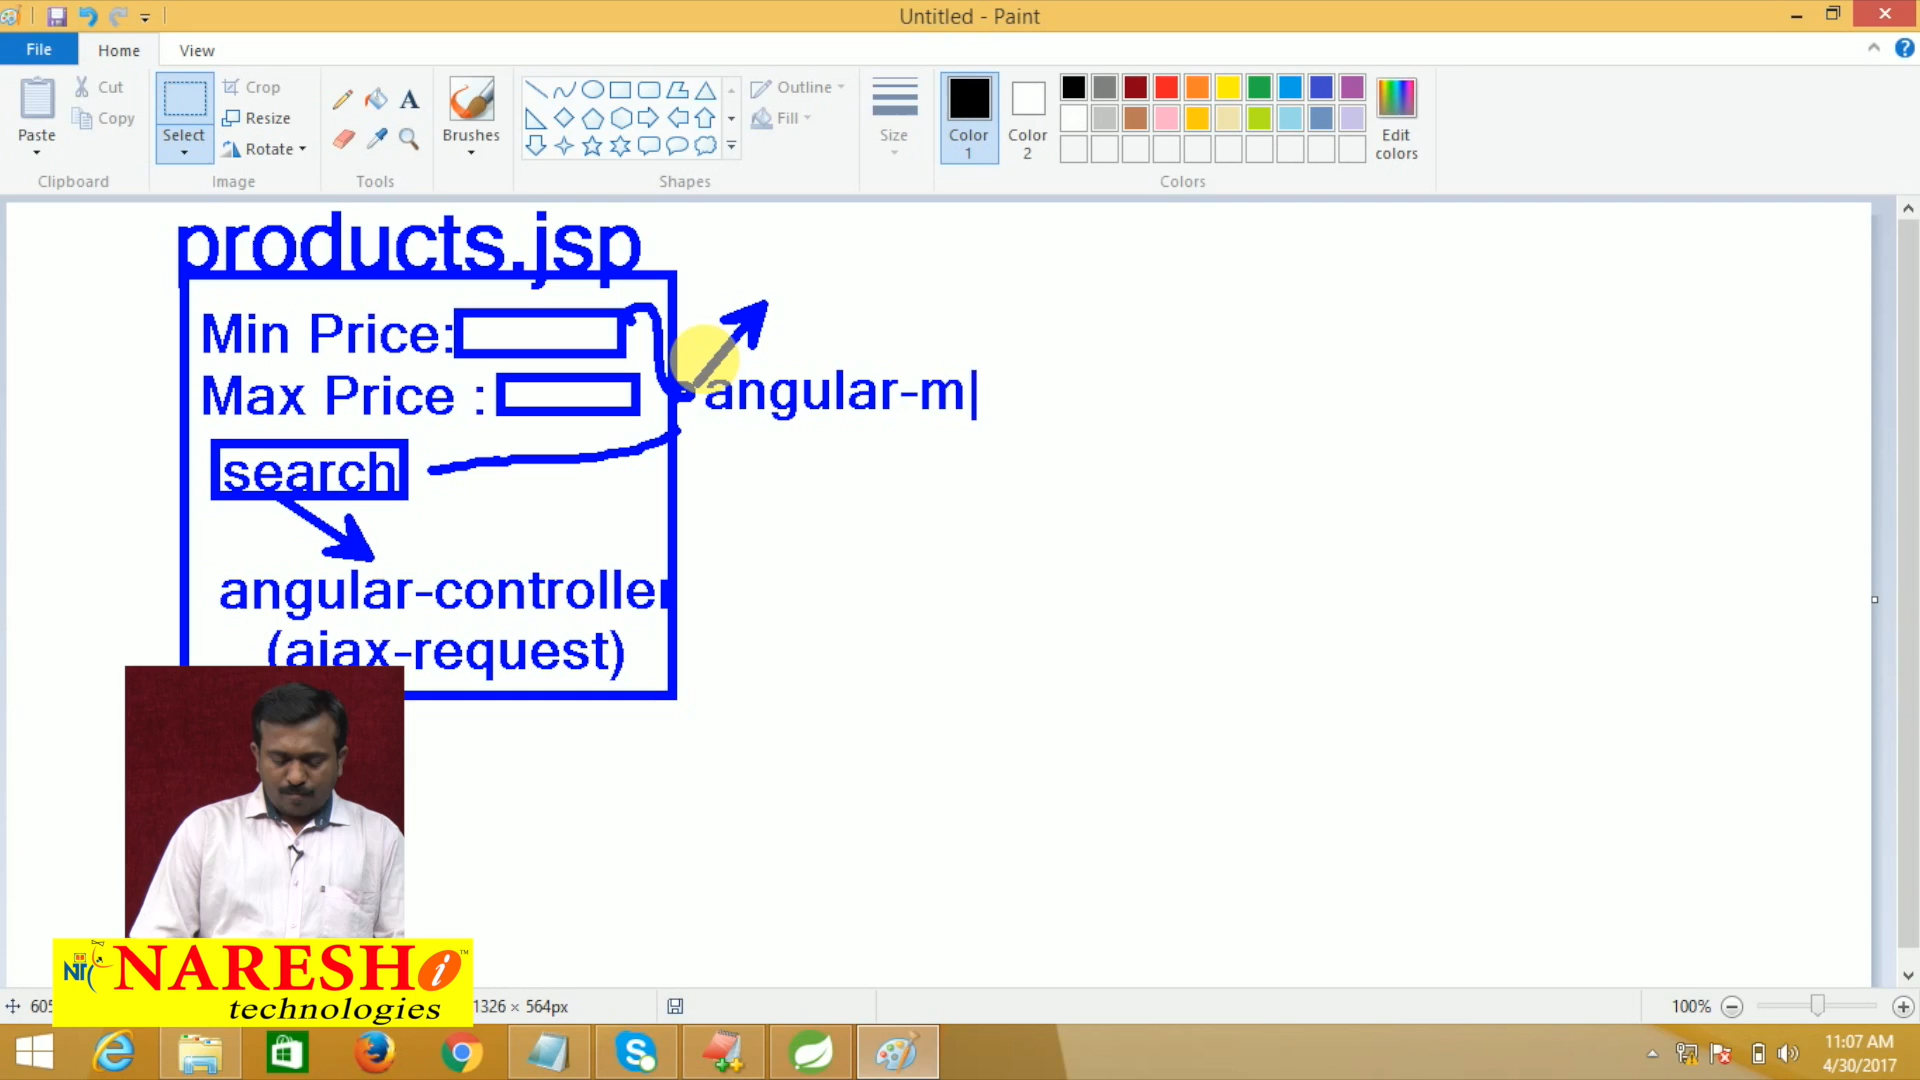 Untitled - Paint
File Home View
Paste
Cut
Copy
Clipboard
Select
Crop
Resize
Rotate
Image
A
Tools
Brushes
Shapes
Outline
Fill
Size
Color 1
Color 2
Edit colors
Colors
products.jsp
Min Price:
Max Price :
search
angular-m
angular-controller
(ajax-request)
NARESH i
technologies
1326 × 564px
100%
11:07 AM
4/30/2017